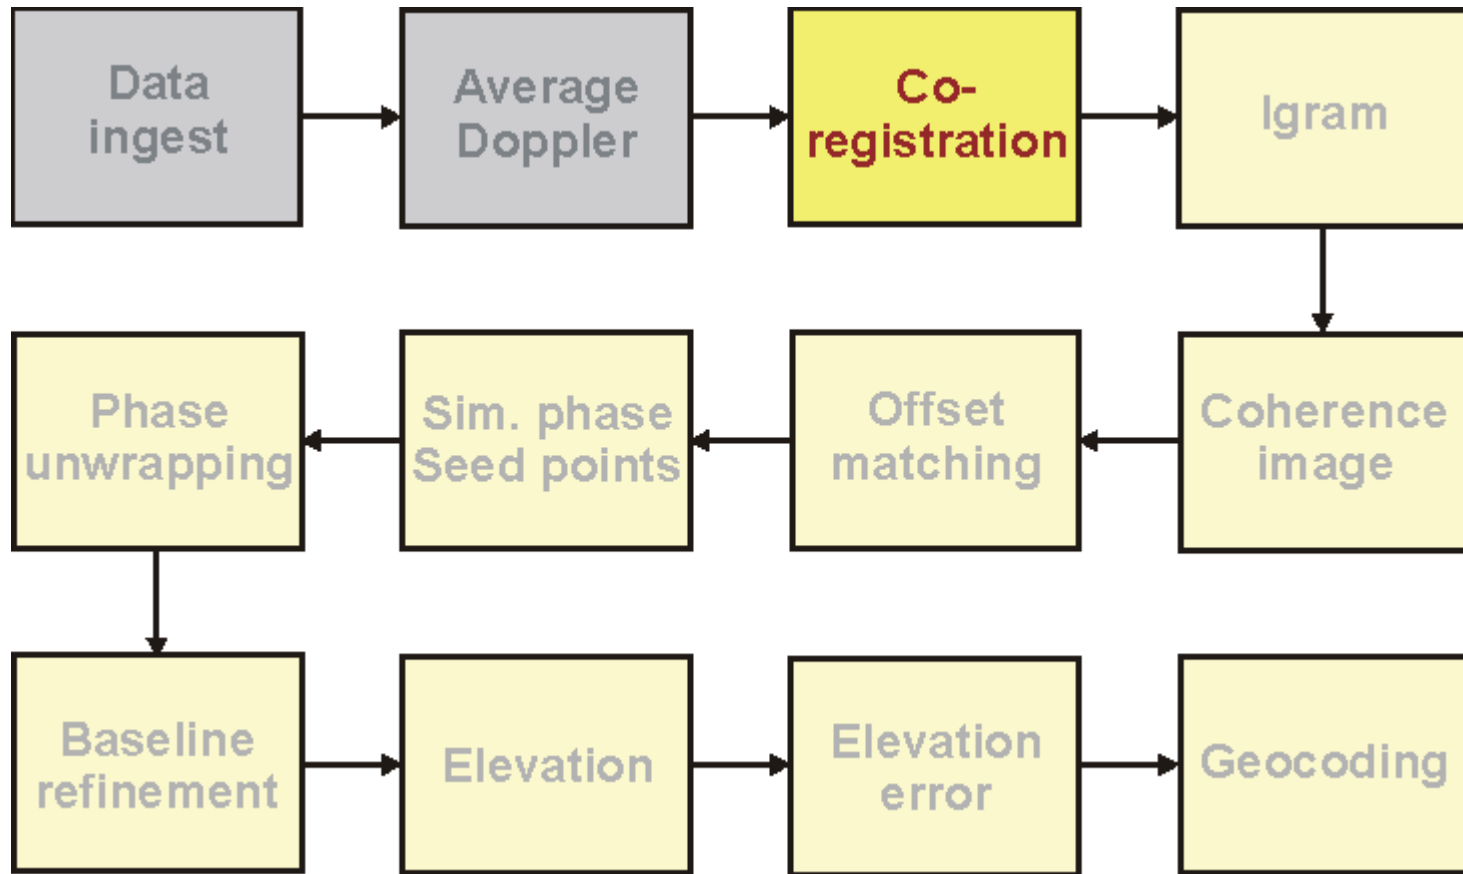 Data
ingest
Average
Doppler
Co-
registration
Igram
Coherence
image
Offset
matching
Sim. phase
Seed points
Phase
unwrapping
Baseline
refinement
Elevation
Elevation
error
Geocoding